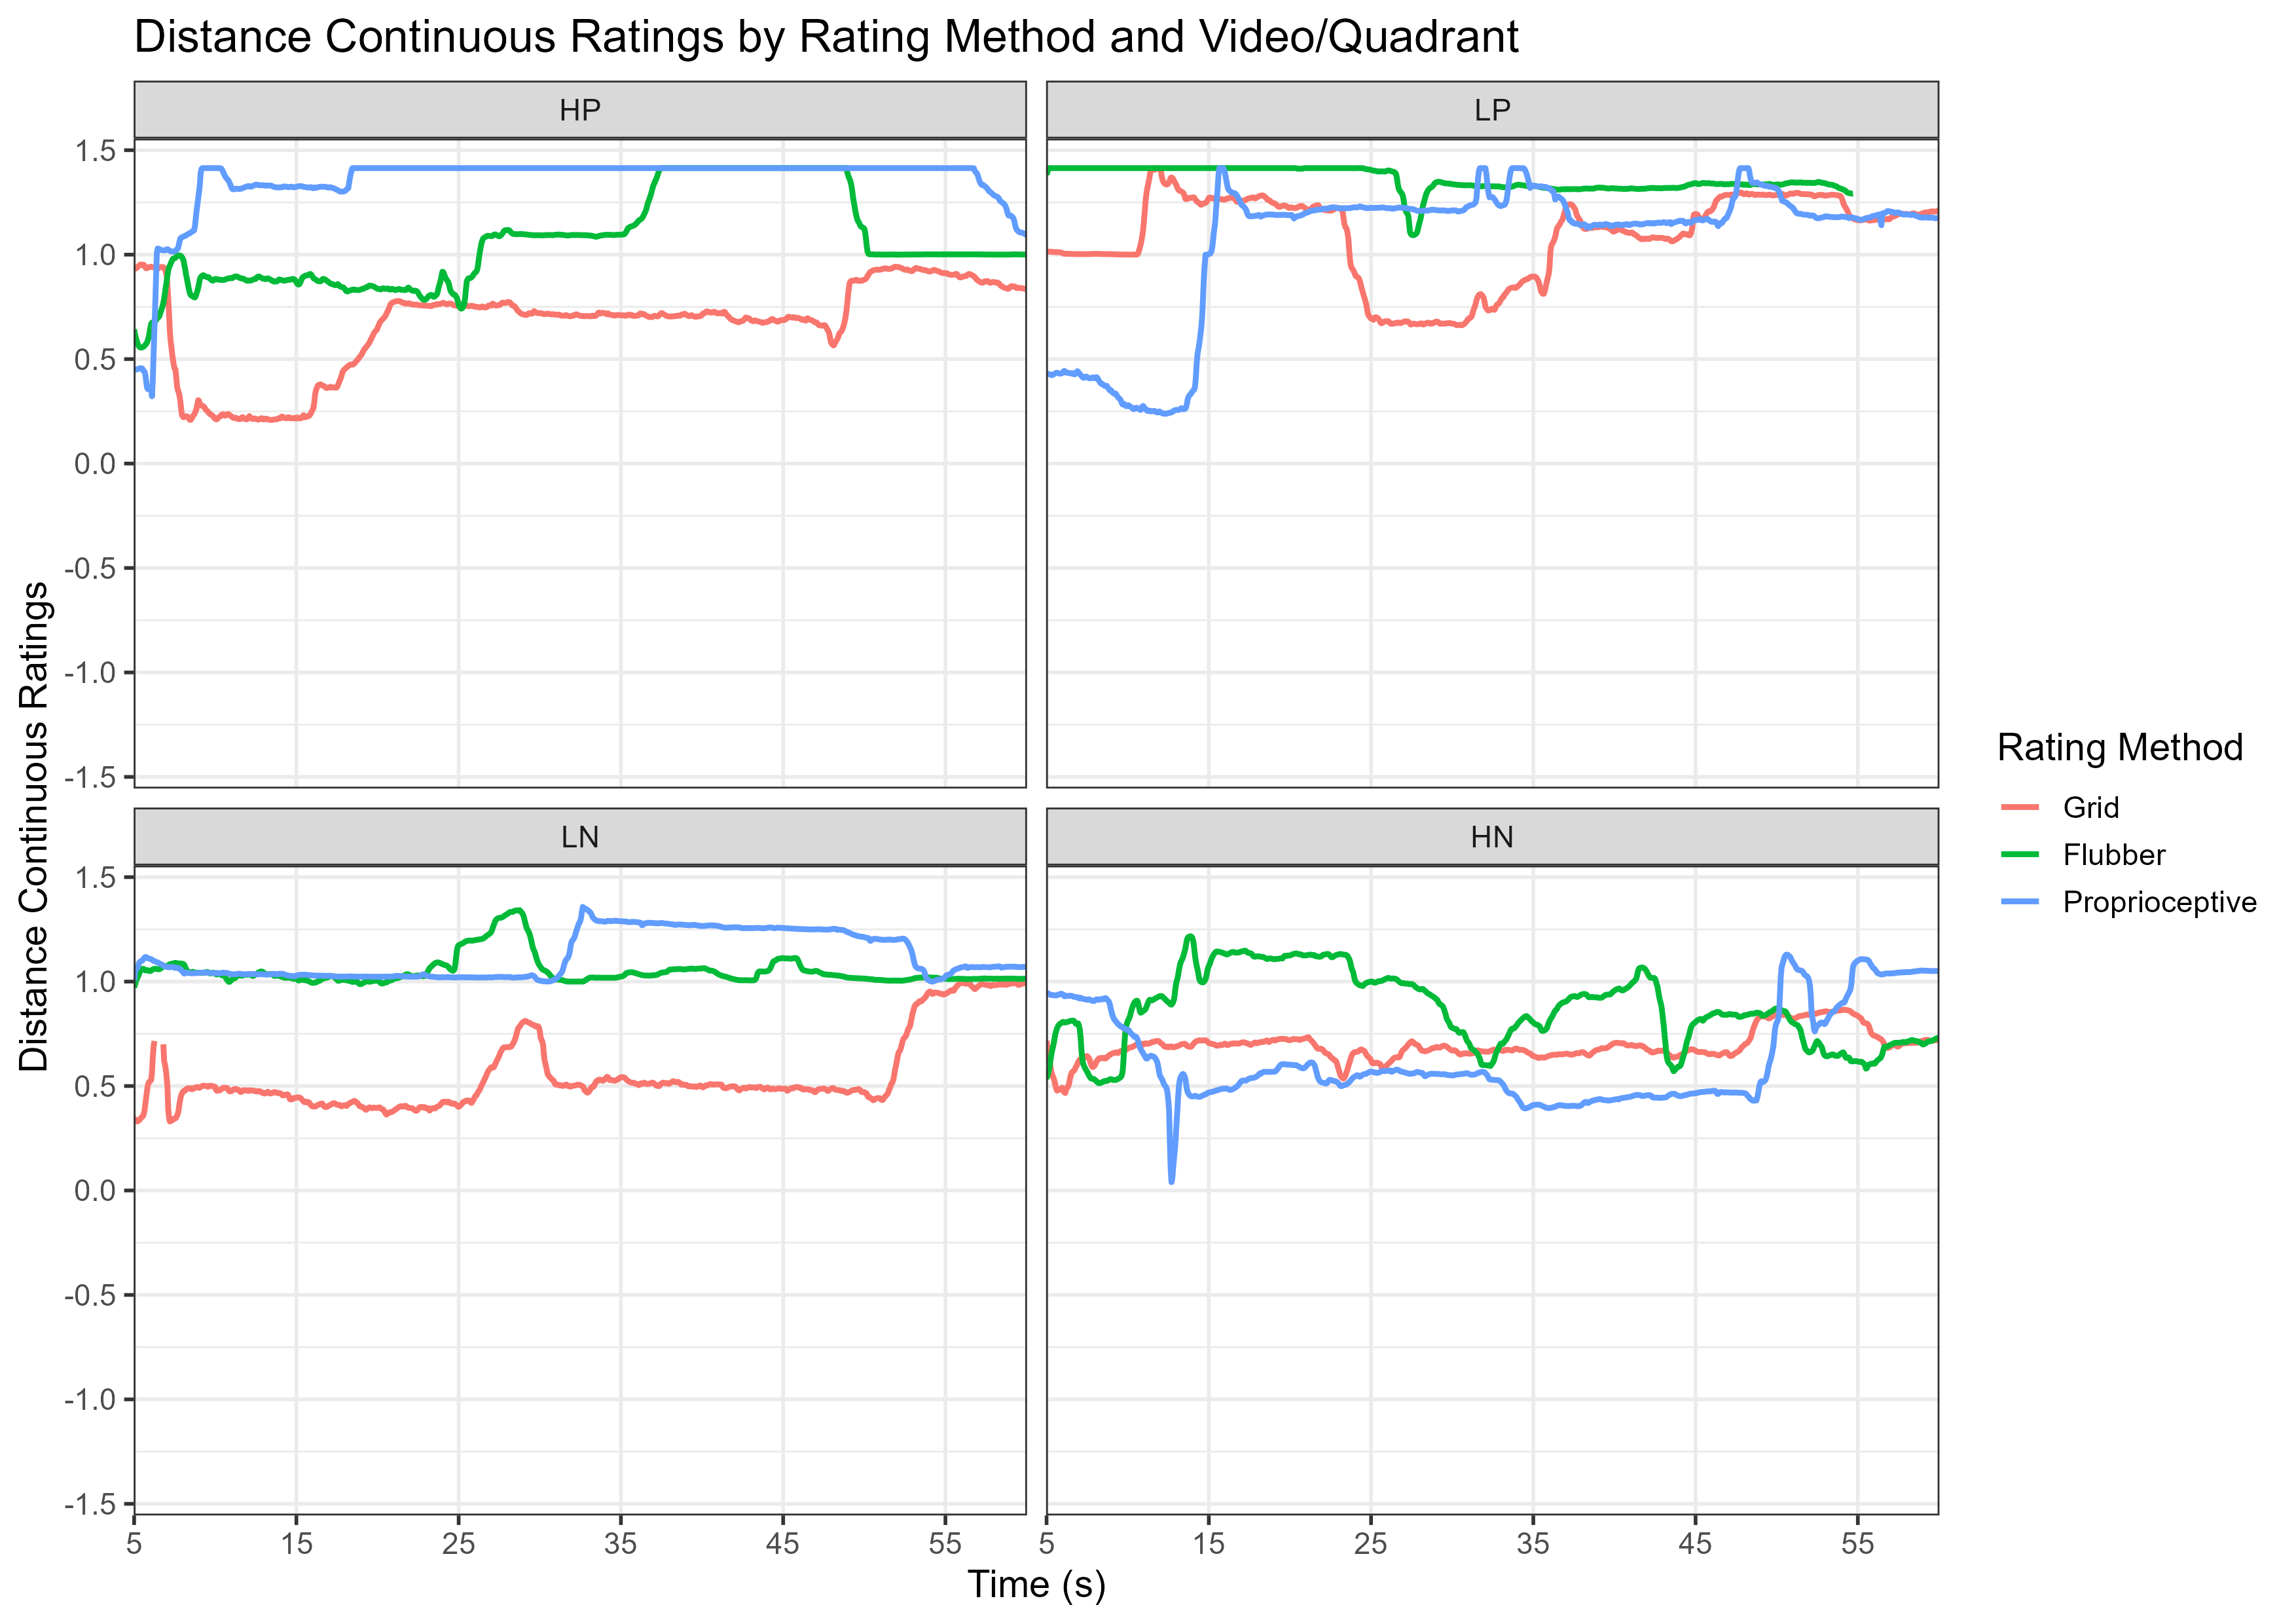 Distance Continuous Ratings by Rating Method and Video/Quadrant
HP
LP
1.5
1.0
0.5
0.0
-0.5
-1.0
-1.5
LN
HN
1.5
1.0
0.5
0.0
-0.5
-1.0
-1.5
5 15 25 35 45 55
5 15 25 35 45 55
Time (s)
Distance Continuous Ratings
Rating Method
Grid
Flubber
Proprioceptive